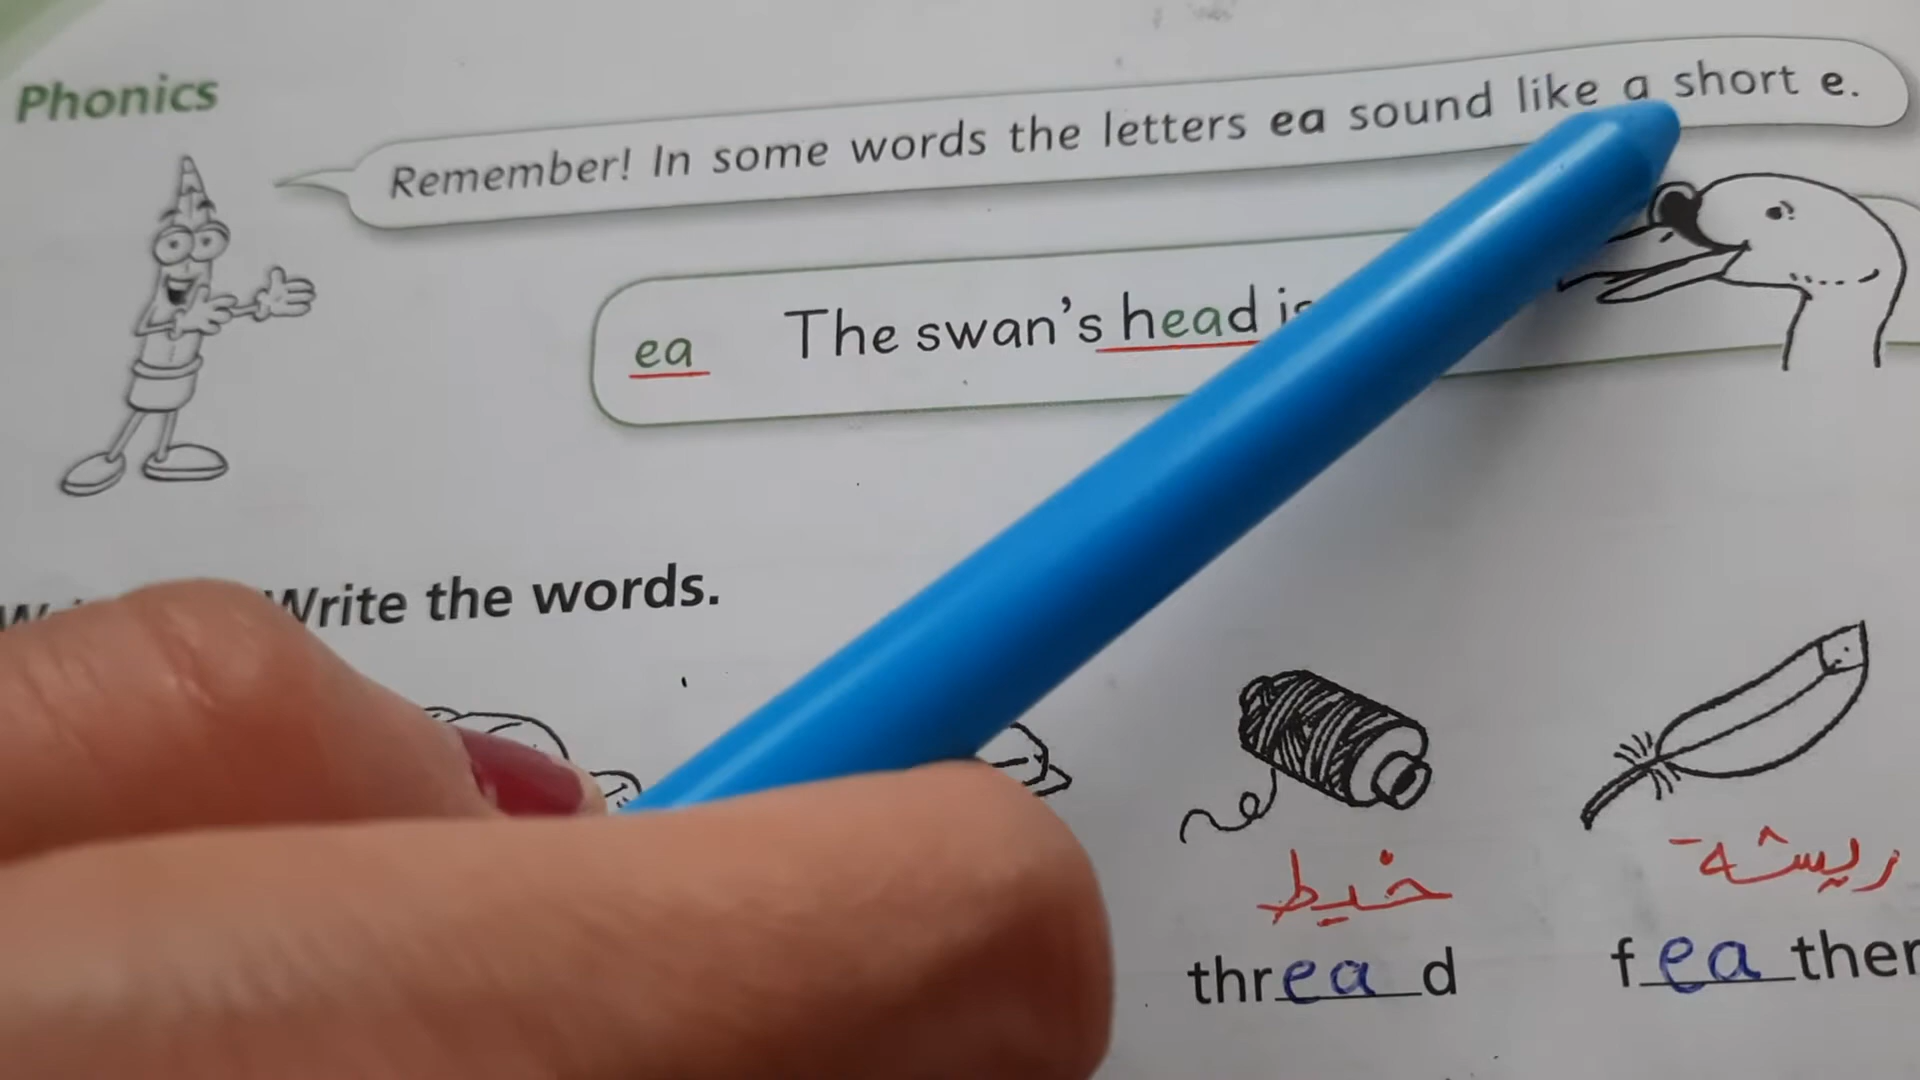 Phonics
Remember! In some words the letters ea sound like a short e.
ea The swan's head
Write the words.
خيط
ريشة
thread
feather